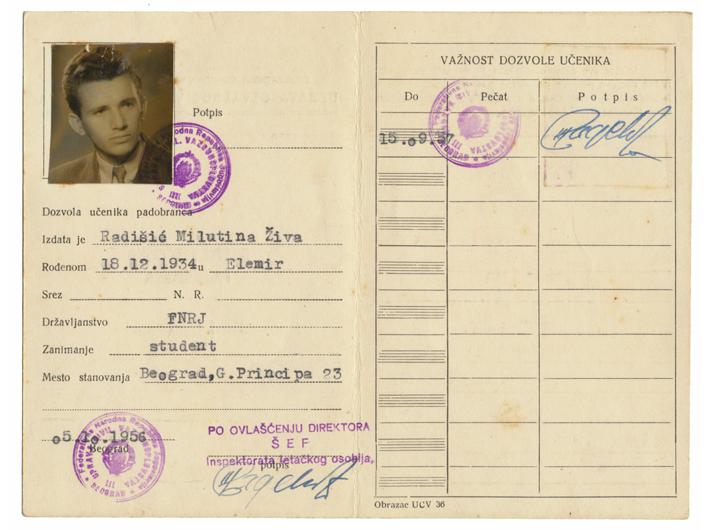 Potpis
Dozvola učenika padobranca
Izdata je Radišić Milutina Živa
Rođenom 18.12.1934 u Elemir
Srez N. R.
Državljanstvo FNRJ
Zanimanje student
Mesto stanovanja Beograd,G.Principa 23
05.10.1956
Beograd
PO OVLAŠĆENJU DIREKTORA
ŠEF
Inspektorata letačkog osoblja,
potpis
VAŽNOST DOZVOLE UČENIKA
Do Pečat Potpis
15.09.57
Obrazac UCV 36